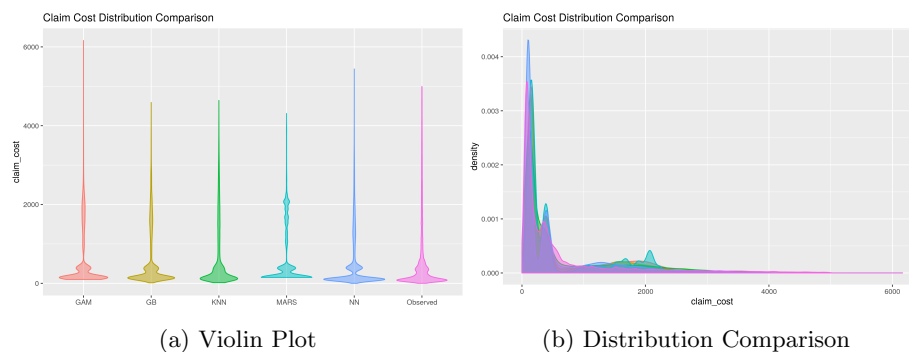 Claim Cost Distribution Comparison
6000
4000
2000
0
claim_cost
GAM GB KNN MARS NN Observed
(a) Violin Plot
Claim Cost Distribution Comparison
0.004
0.003
0.002
0.001
0.000
density
0 2000 4000 6000
claim_cost
(b) Distribution Comparison